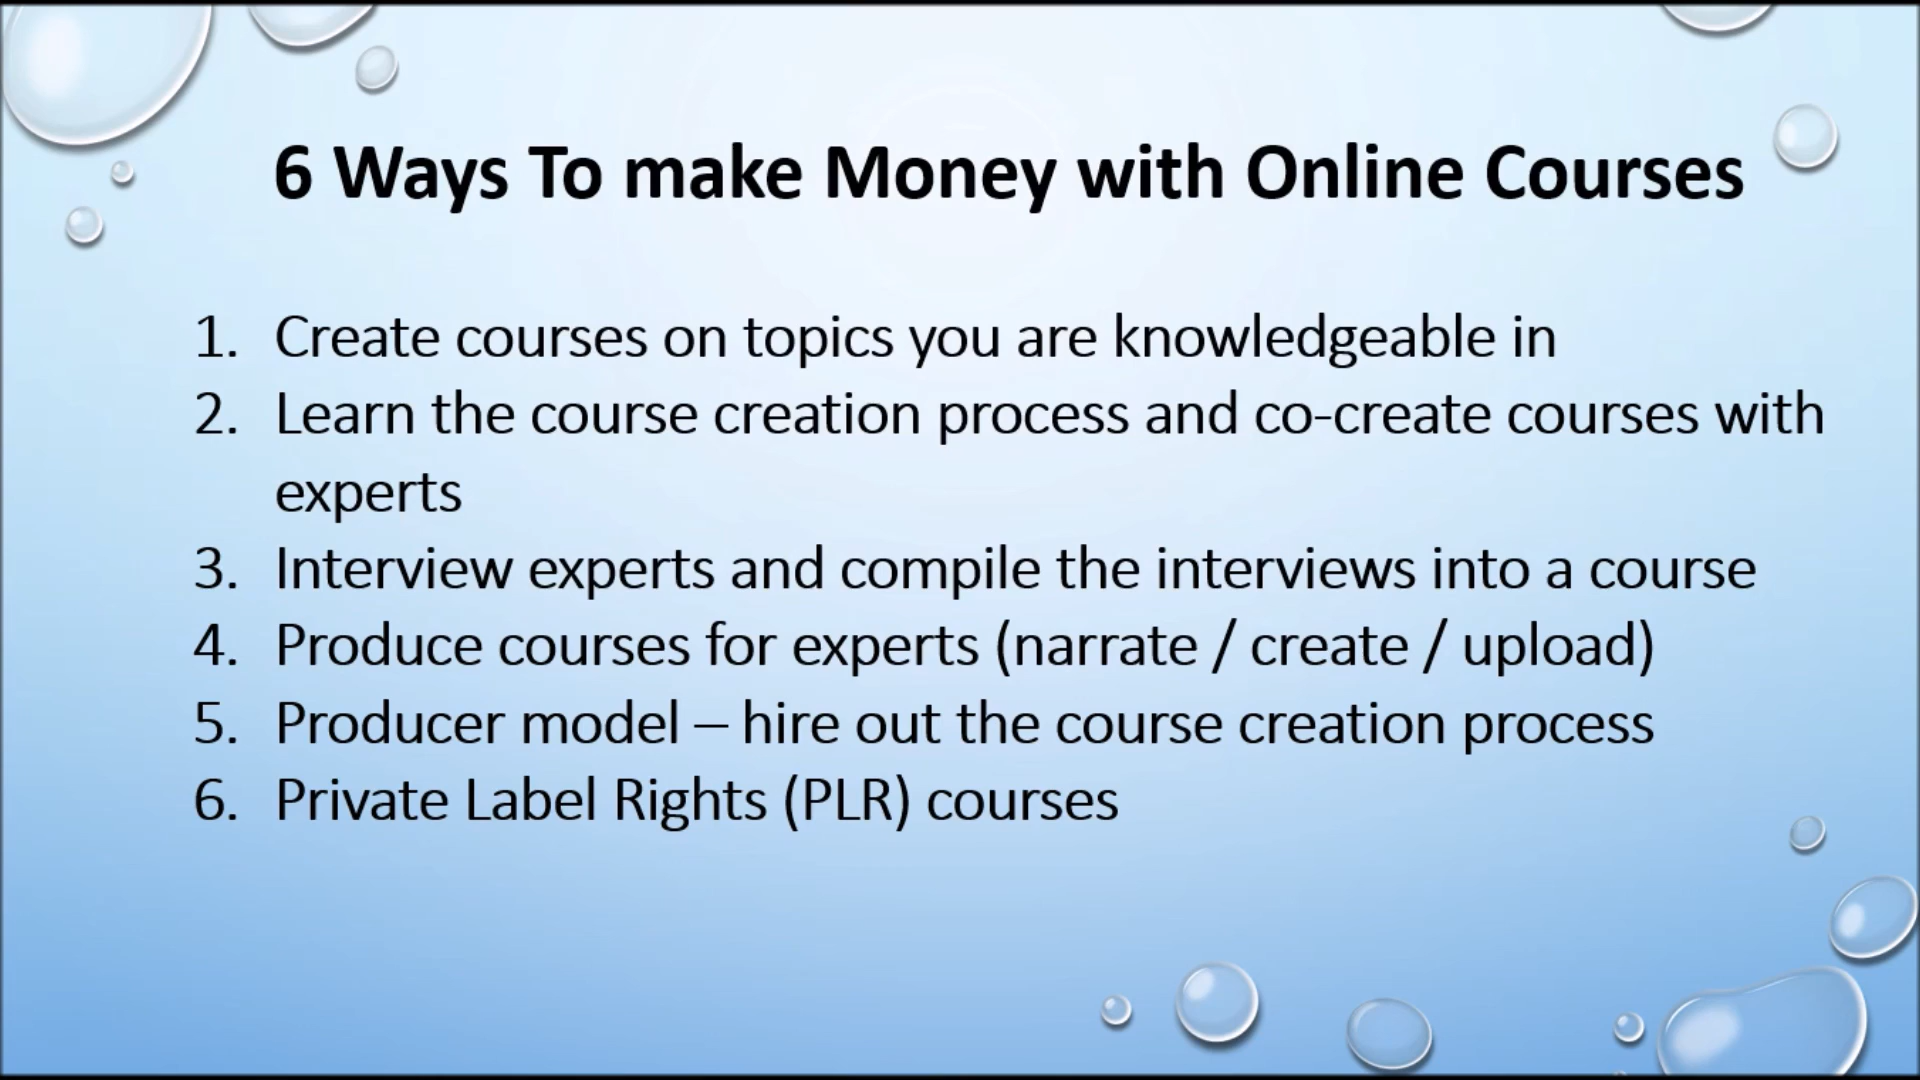 6 Ways To make Money with Online Courses
1. Create courses on topics you are knowledgeable in
2. Learn the course creation process and co-create courses with
experts
3. Interview experts and compile the interviews into a course
4. Produce courses for experts (narrate / create / upload)
5. Producer model – hire out the course creation process
6. Private Label Rights (PLR) courses